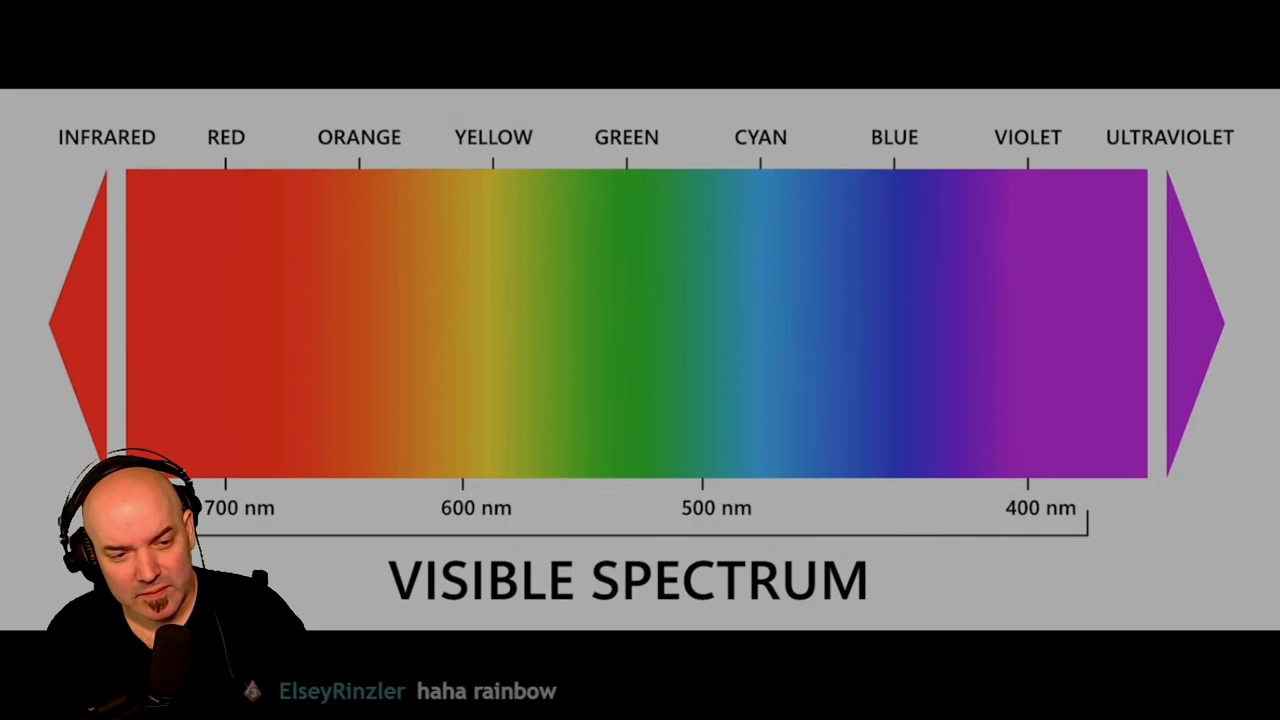 INFRARED RED ORANGE YELLOW GREEN CYAN BLUE VIOLET ULTRAVIOLET
700 nm 600 nm 500 nm 400 nm
VISIBLE SPECTRUM
ElseyRinzler haha rainbow